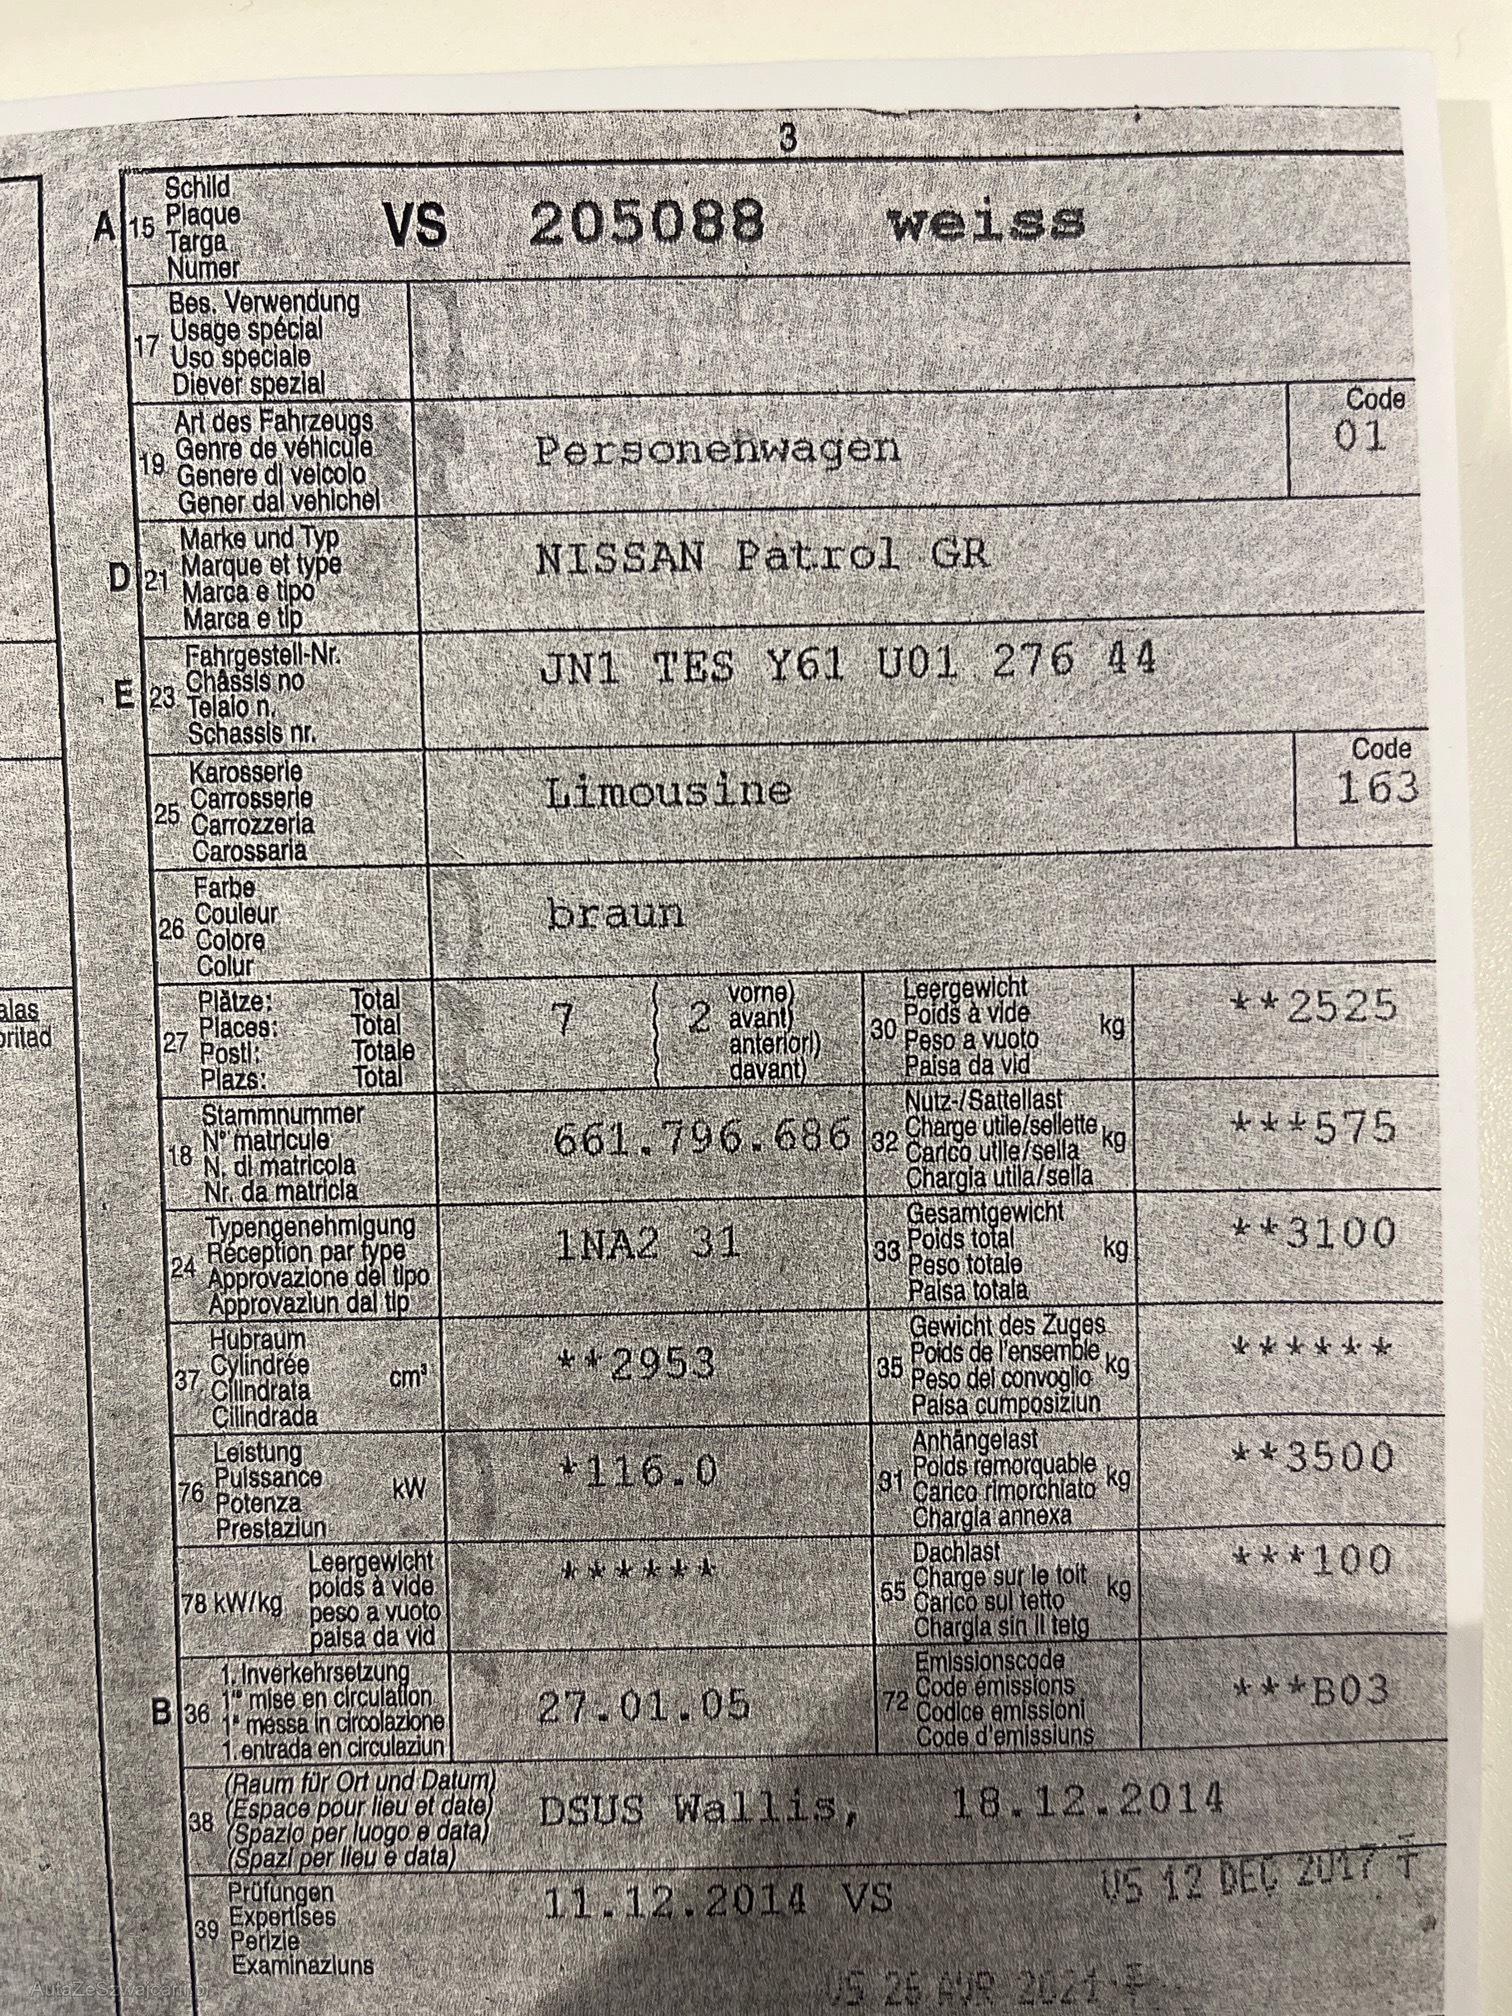 3
A 15 Schild
Plaque
Targa
Numer
VS 205088 weiss
17 Bes. Verwendung
Usage spécial
Uso speciale
Diever spezial
19 Art des Fahrzeugs
Genre de véhicule
Genere di veicolo
Gener dal vehichel
Personenwagen
Code
01
D 21 Marke und Typ
Marque et type
Marca e tipo
Marca e tip
NISSAN Patrol GR
E 23 Fahrgestell-Nr.
Châssis no
Telaio n.
Schassis nr.
JN1 TES Y61 U01 276 44
25 Karosserie
Carrosserie
Carrozzeria
Carossaria
Limousine
Code
163
26 Farbe
Couleur
Colore
Colur
braun
alas
oritad
27 Plätze: Total
Places: Total
Posti: Totale
Plazs: Total
7 2
vorne)
avant)
anteriori)
davant)
30 Leergewicht
Poids à vide
Peso a vuoto
Paisa da vid
kg
**2525
18 Stammnummer
N° matricule
N. di matricola
Nr. da matricla
661.796.686
32 Nutz-/Sattellast
Charge utile/sellette
Carico utile/sella
Chargia utila/sella
kg
***575
24 Typengenehmigung
Réception par type
Approvazione del tipo
Approvaziun dal tip
1NA2 31
33 Gesamtgewicht
Poids total
Peso totale
Paisa totala
kg
**3100
37 Hubraum
Cylindrée
Cilindrata
Cilindrada
cm³
**2953
35 Gewicht des Zuges
Poids de l'ensemble
Peso del convoglio
Paisa cumposiziun
kg
******
76 Leistung
Puissance
Potenza
Prestaziun
kW
*116.0
31 Anhängelast
Poids remorquable
Carico rimorchiato
Chargia annexa
kg
**3500
78 kW/kg
Leergewicht
poids à vide
peso a vuoto
paisa da vid
******
55 Dachlast
Charge sur le toit
Carico sul tetto
Chargia sin il tetg
kg
***100
B 36 1. Inverkehrsetzung
1re mise en circulation
1a messa in circolazione
1. entrada en circulaziun
27.01.05
72 Emissionscode
Code émissions
Codice emissioni
Code d'emissiuns
***B03
38 (Raum für Ort und Datum)
(Espace pour lieu et date)
(Spazio per luogo e data)
(Spazi per lieu e data)
DSUS Wallis, 18.12.2014
39 Prüfungen
Expertises
Perizie
Examinaziuns
11.12.2014 VS
US 12 DEC 2017
US 26 AVR 2021
AutaZeSzwajcarii.pl